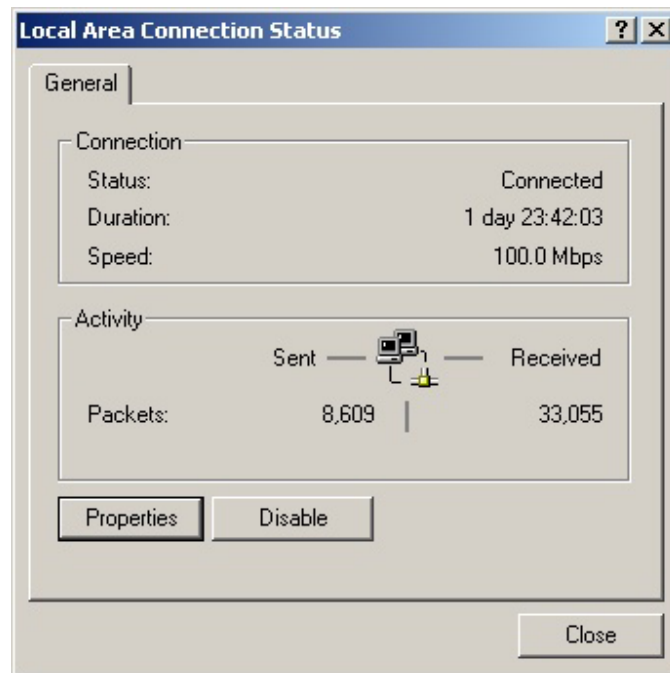 Local Area Connection Status
General
Connection
Status: Connected
Duration: 1 day 23:42:03
Speed: 100.0 Mbps
Activity
Sent Received
Packets: 8,609 33,055
Properties Disable
Close